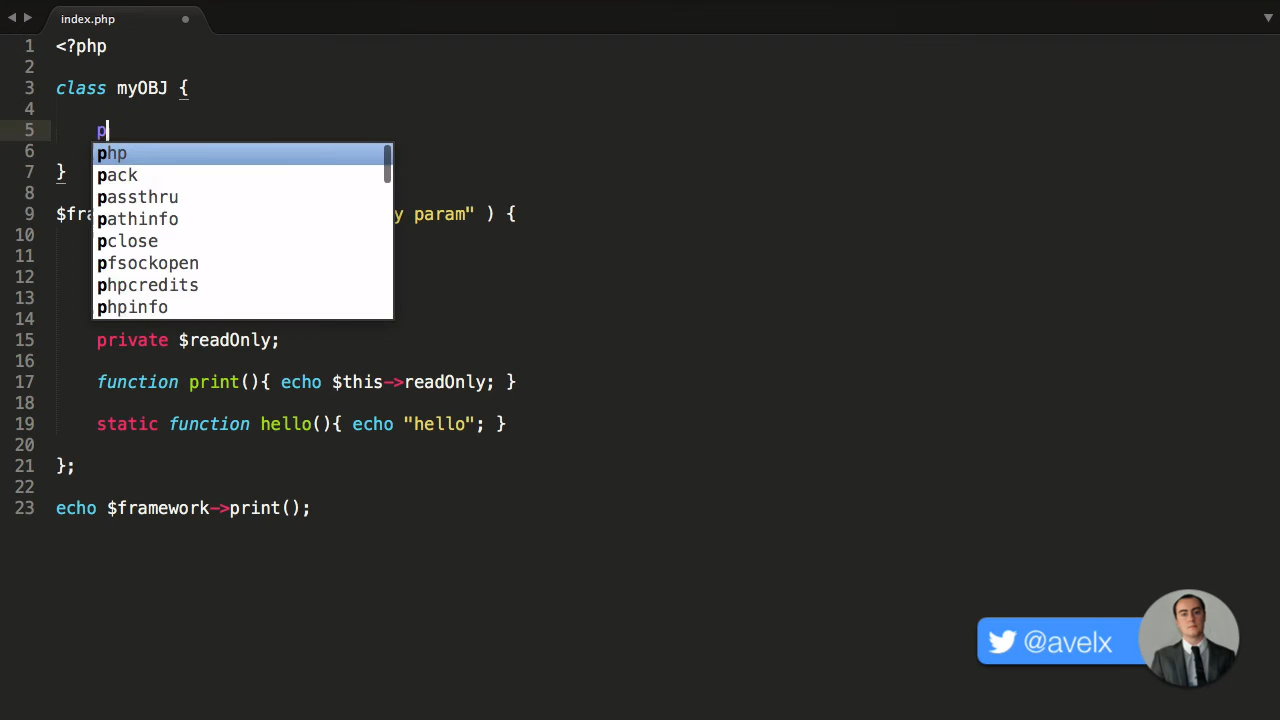 index.php
1 <?php
2
3 class myOBJ {
4
5 p
6 php
7 } pack
8 passthru
9 $fra y param" ) {
pathinfo
10
11 pclose
12 pfsockopen
13 phpcredits
14 phpinfo
15 private $readOnly;
16
17 function print(){ echo $this->readOnly; }
18
19 static function hello(){ echo "hello"; }
20
21 };
22
23 echo $framework->print();
@avelx